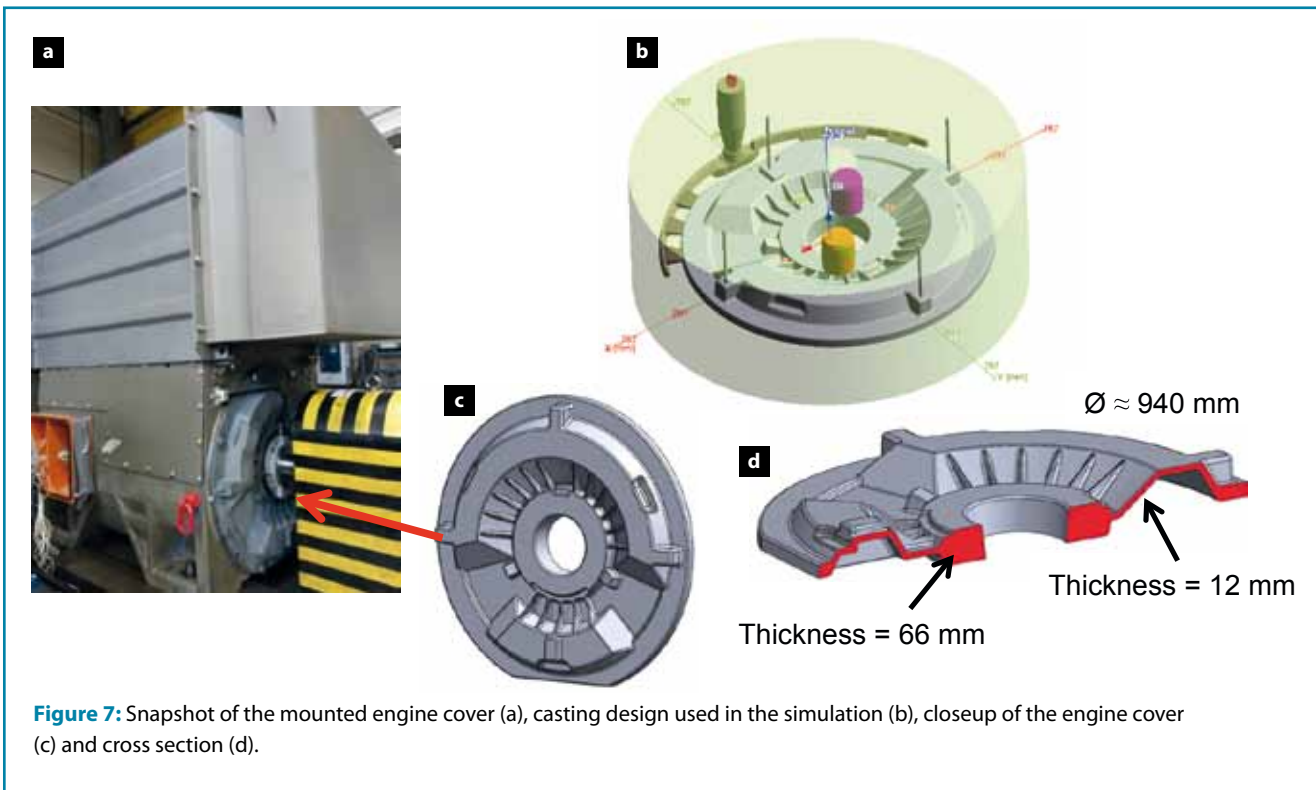 a
b
c
Ø ≈ 940 mm
d
Thickness = 12 mm
Thickness = 66 mm
Figure 7: Snapshot of the mounted engine cover (a), casting design used in the simulation (b), closeup of the engine cover
(c) and cross section (d).